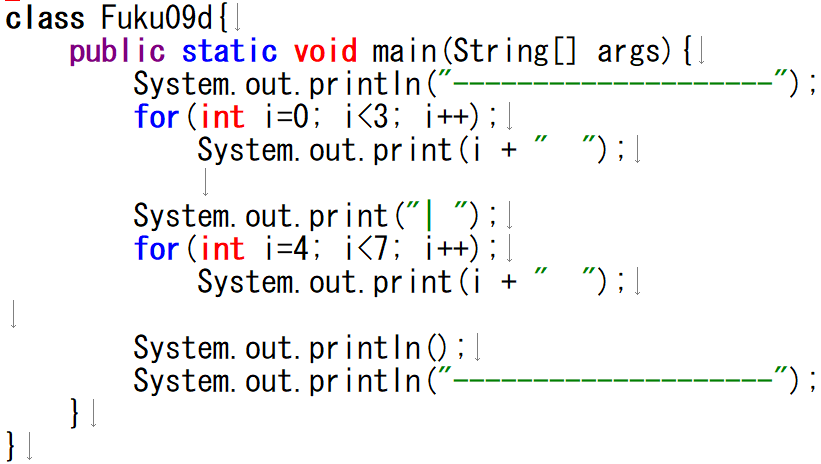 class Fuku09d{↓
public static void main(String[] args){↓
System.out.println("--------------------");
for(int i=0; i<3; i++);↓
System.out.print(i + "  ");↓
↓
System.out.print("| ");↓
for(int i=4; i<7; i++);↓
System.out.print(i + "  ");↓
↓
System.out.println();↓
System.out.println("--------------------");
}↓
}↓